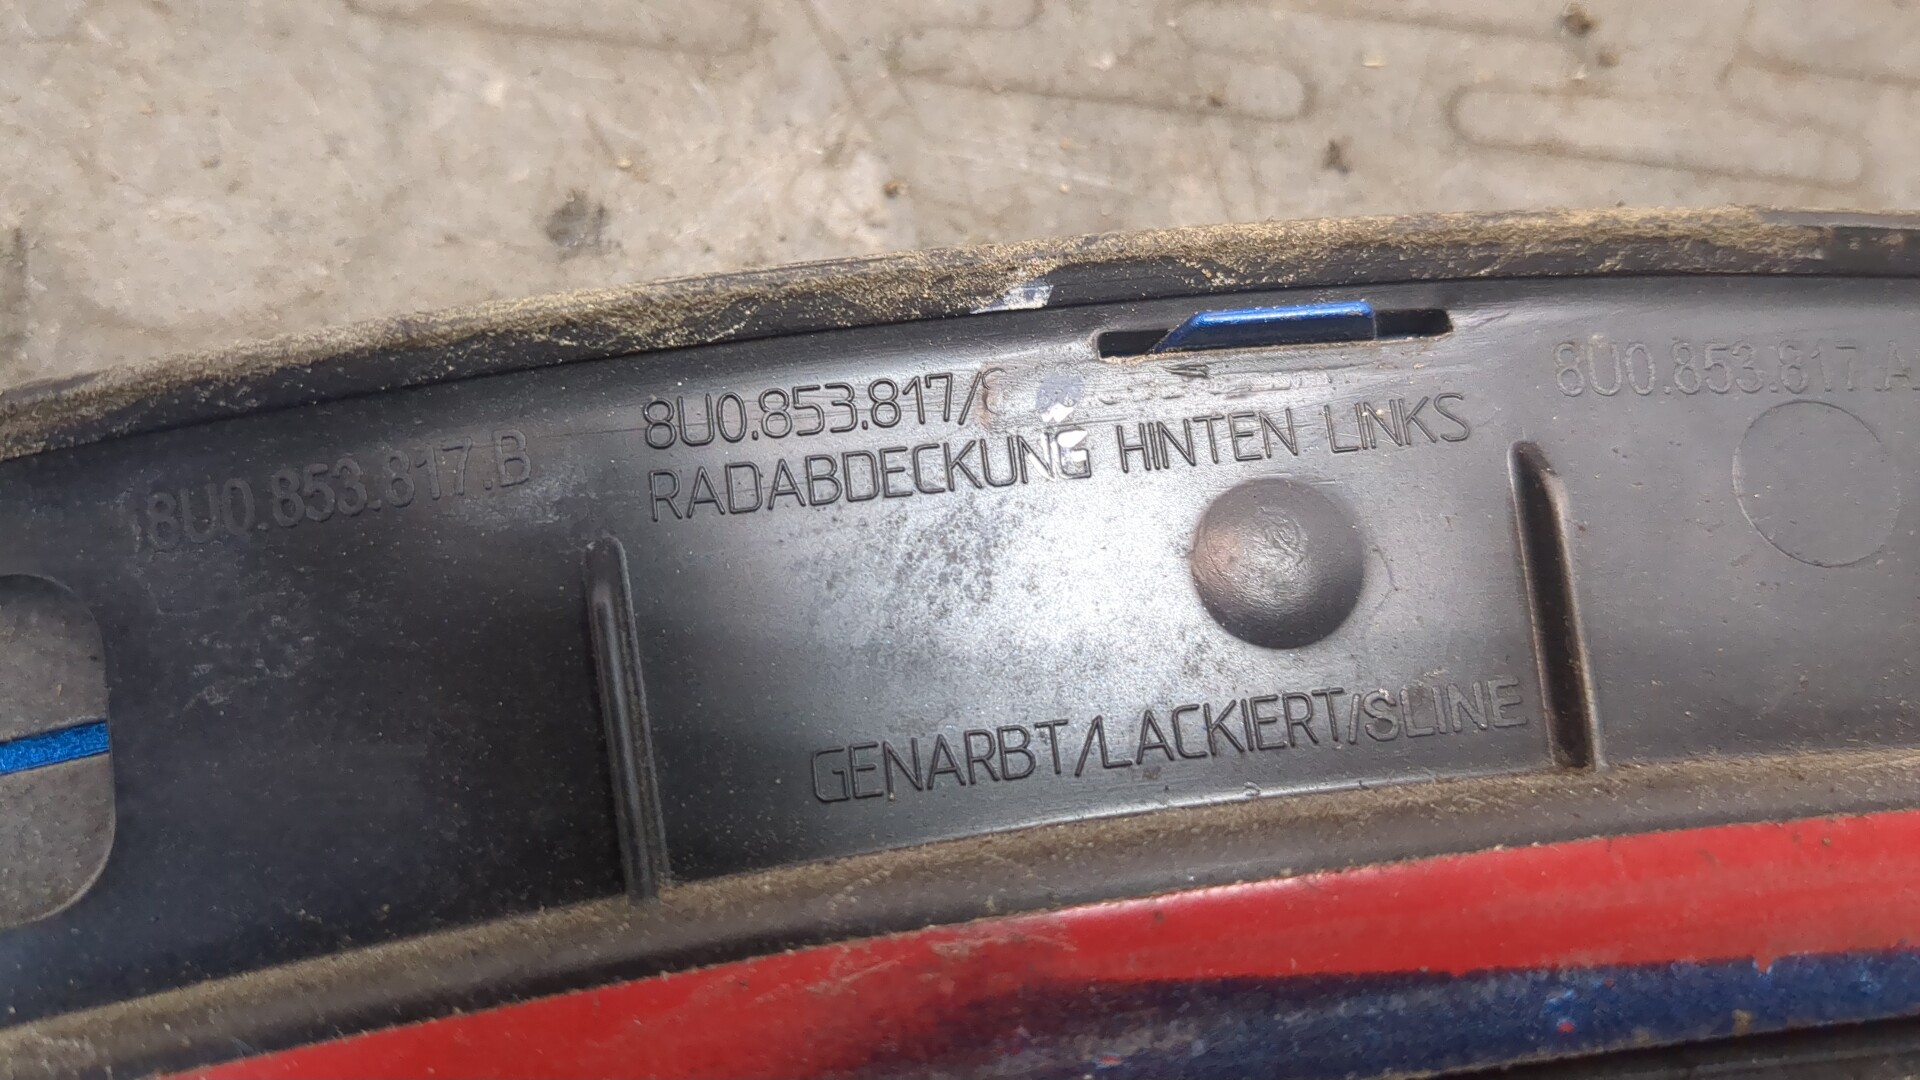 8U0.853.817/
RADABDECKUNG HINTEN LINKS
8U0.853.817.B
8U0.853.817.A
GENARBT/LACKIERT/SLINE